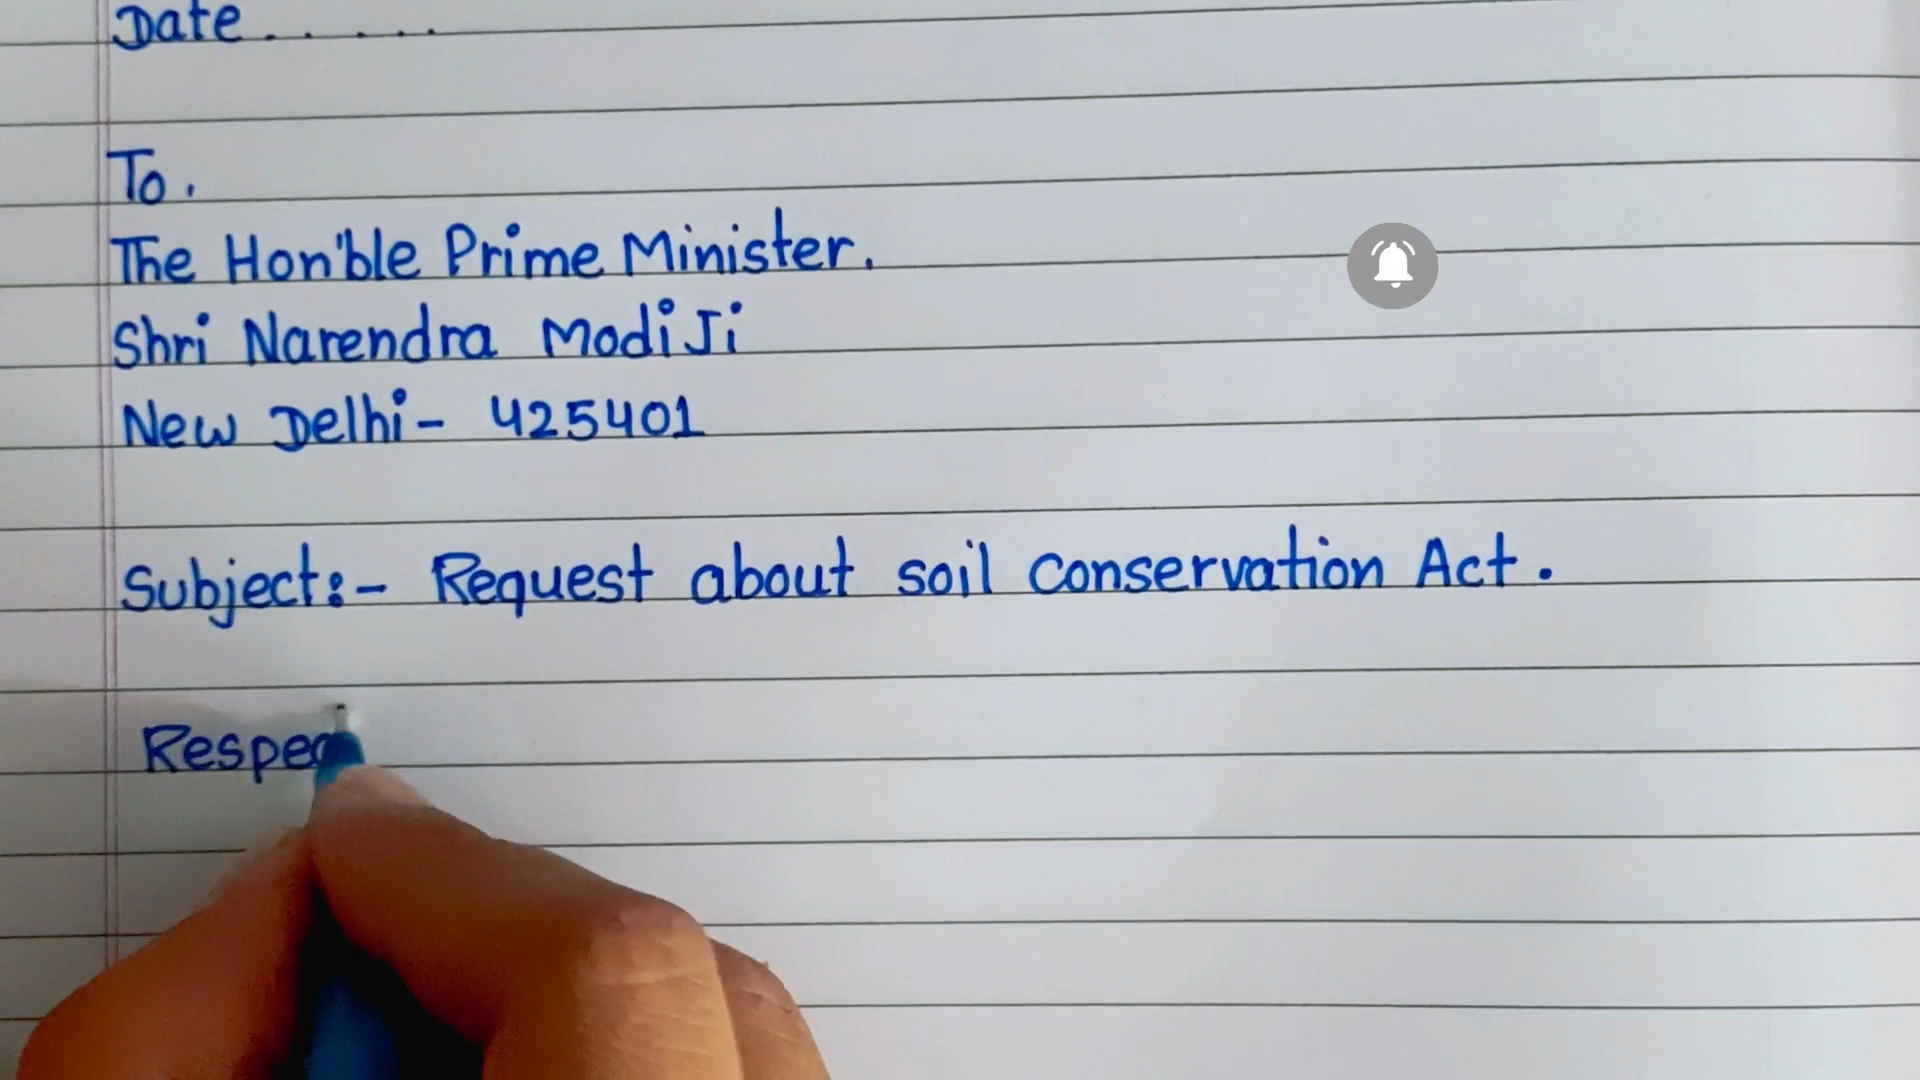 Date......
To,
The Hon'ble Prime Minister.
Shri Narendra Modi Ji
New Delhi- 425401
Subject:- Request about soil conservation Act.
Respec